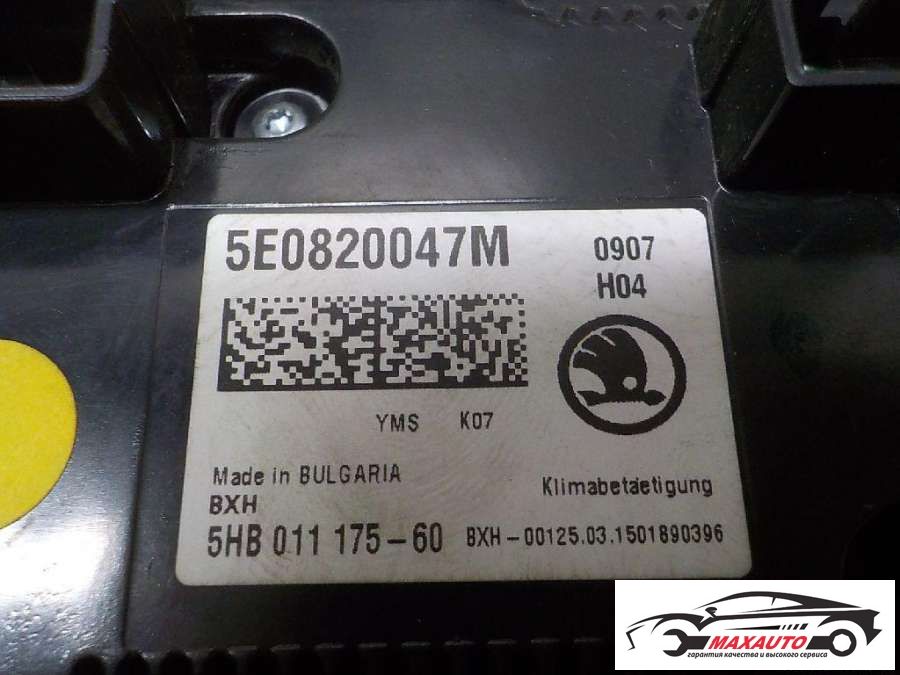 5E0820047M
0907
H04
YMS K07
Made in BULGARIA
BXH
Klimabetaetigung
5HB 011 175-60
BXH-00125.03.1501890396
MAXAUTO
гарантия качества и высокого сервиса